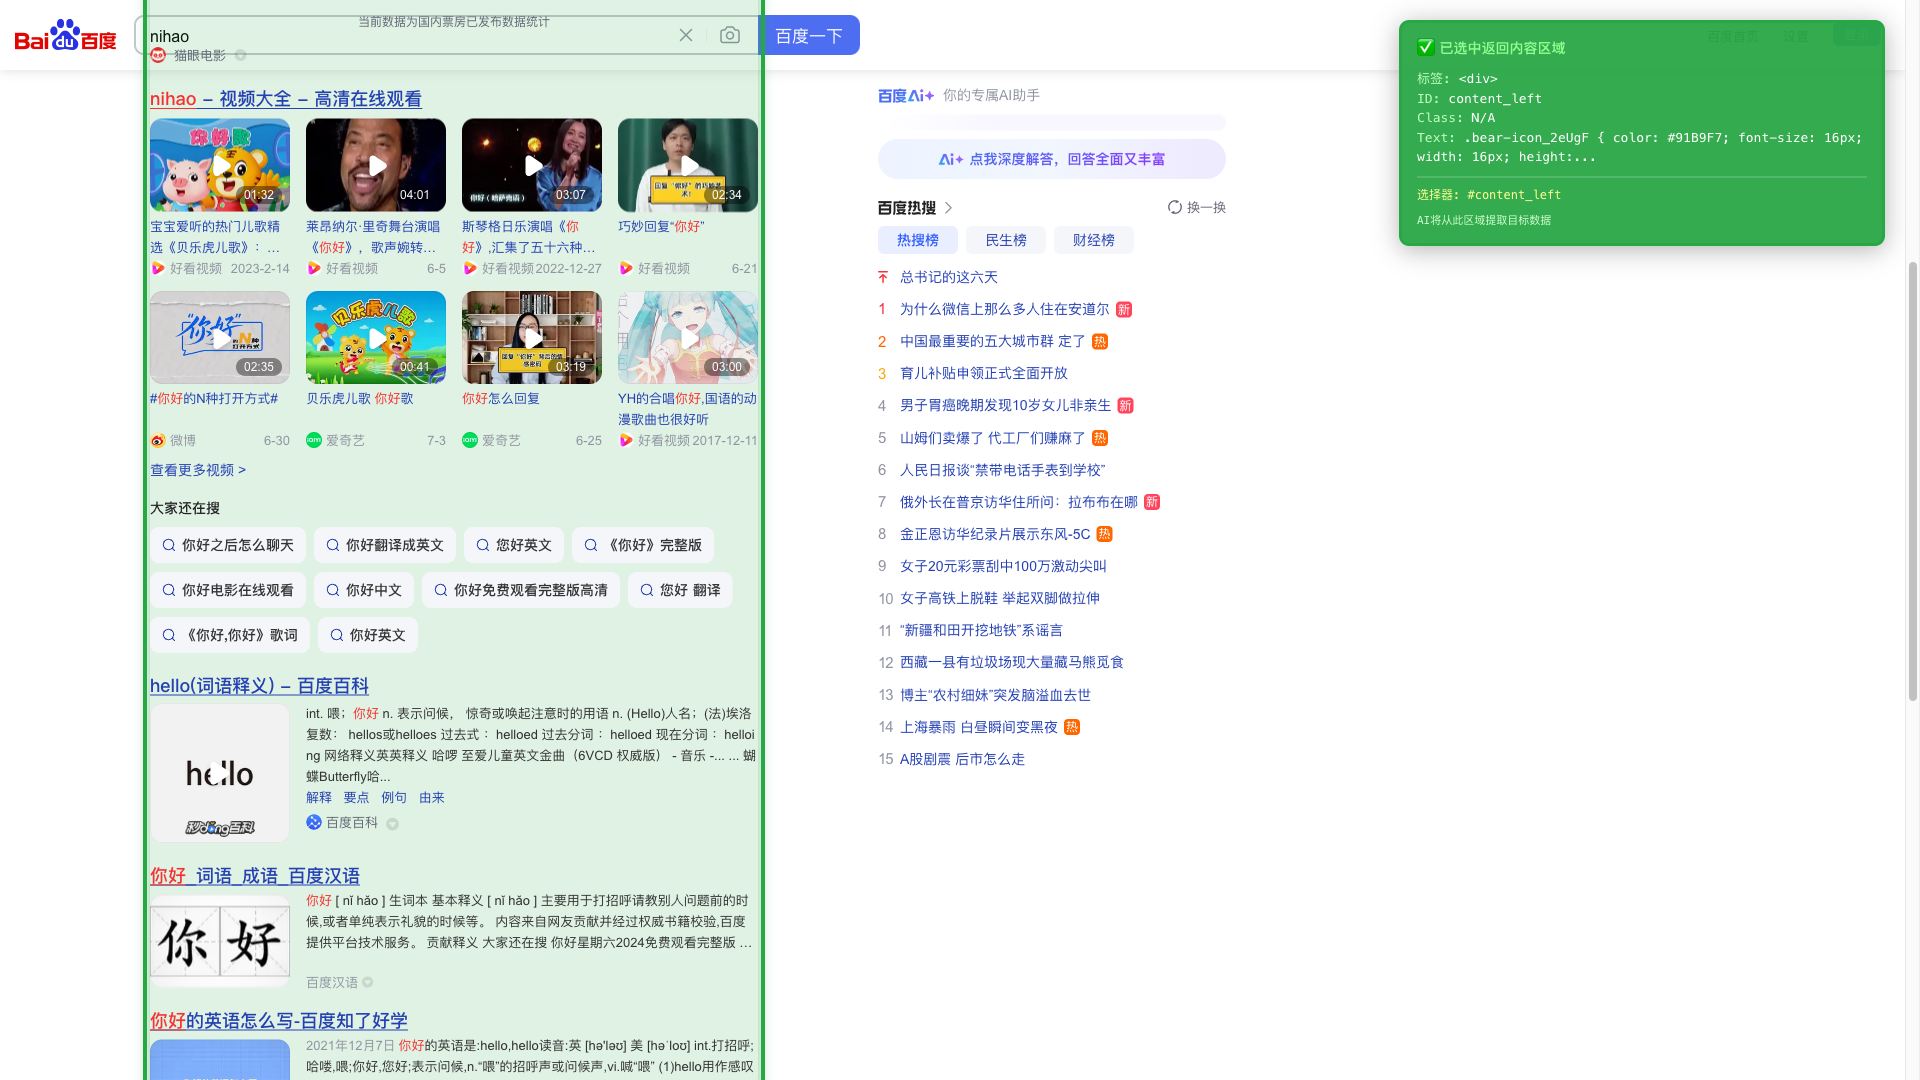 Bai du 百度
当前数据为国内票房已发布数据统计
nihao
百度一下
猫眼电影
nihao – 视频大全 – 高清在线观看
你好歌
01:32
04:01
你好（哈萨克语）
03:07
回复“你好”的巧妙话术！
02:34
宝宝爱听的热门儿歌精选《贝乐虎儿歌》：...
好看视频 2023-2-14
莱昂纳尔·里奇舞台演唱《你好》，歌声婉转...
好看视频 6-5
斯琴格日乐演唱《你好》,汇集了五十六种...
好看视频 2022-12-27
巧妙回复“你好”
好看视频 6-21
“你好”的N种打开方式
02:35
贝乐虎儿歌
00:41
03:19
03:00
#你好的N种打开方式#
微博 6-30
贝乐虎儿歌 你好歌
爱奇艺 7-3
你好怎么回复
爱奇艺 6-25
YH的合唱你好,国语的动漫歌曲也很好听
好看视频 2017-12-11
查看更多视频 >
大家还在搜
你好之后怎么聊天
你好翻译成英文
您好英文
《你好》完整版
你好电影在线观看
你好中文
你好免费观看完整版高清
您好 翻译
《你好,你好》歌词
你好英文
hello(词语释义) – 百度百科
hello
秒dong百科
int. 喂；你好 n. 表示问候， 惊奇或唤起注意时的用语 n. (Hello)人名；(法)埃洛
复数： hellos或helloes 过去式 ：helloed 过去分词 ：helloed 现在分词 ：helloi
ng 网络释义英英释义 哈啰 至爱儿童英文金曲（6VCD 权威版） - 音乐 -... ... 蝴
蝶Butterfly哈...
解释 要点 例句 由来
百度百科
你好_词语_成语_百度汉语
你好
你好 [ nǐ hǎo ] 生词本 基本释义 [ nǐ hǎo ] 主要用于打招呼请教别人问题前的时
候,或者单纯表示礼貌的时候等。 内容来自网友贡献并经过权威书籍校验,百度
提供平台技术服务。 贡献释义 大家还在搜 你好星期六2024免费观看完整版 ...
百度汉语
你好的英语怎么写-百度知了好学
2021年12月7日 你好的英语是:hello,hello读音:英 [hə'ləʊ] 美 [həˈloʊ] int.打招呼;
哈喽,喂;你好,您好;表示问候,n.“喂”的招呼声或问候声,vi.喊“喂” (1)hello用作感叹
百度Ai+ 你的专属AI助手
Ai+ 点我深度解答，回答全面又丰富
百度热搜
换一换
热搜榜 民生榜 财经榜
总书记的这六天
1 为什么微信上那么多人住在安道尔 新
2 中国最重要的五大城市群 定了 热
3 育儿补贴申领正式全面开放
4 男子胃癌晚期发现10岁女儿非亲生 新
5 山姆们卖爆了 代工厂们赚麻了 热
6 人民日报谈“禁带电话手表到学校”
7 俄外长在普京访华住所问：拉布布在哪 新
8 金正恩访华纪录片展示东风-5C 热
9 女子20元彩票刮中100万激动尖叫
10 女子高铁上脱鞋 举起双脚做拉伸
11 “新疆和田开挖地铁”系谣言
12 西藏一县有垃圾场现大量藏马熊觅食
13 博主“农村细妹”突发脑溢血去世
14 上海暴雨 白昼瞬间变黑夜 热
15 A股剧震 后市怎么走
百度首页 设置
✅ 已选中返回内容区域
标签: <div>
ID: content_left
Class: N/A
Text: .bear-icon_2eUgF { color: #91B9F7; font-size: 16px;
width: 16px; height:...
选择器: #content_left
AI将从此区域提取目标数据